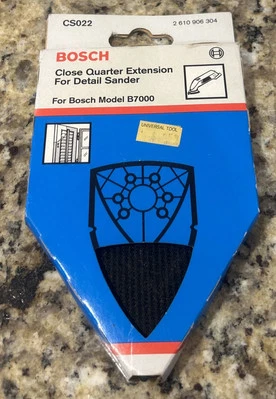 CS022
2 610 906 304
BOSCH
Close Quarter Extension
For Detail Sander
For Bosch Model B7000
UNIVERSAL TOOL